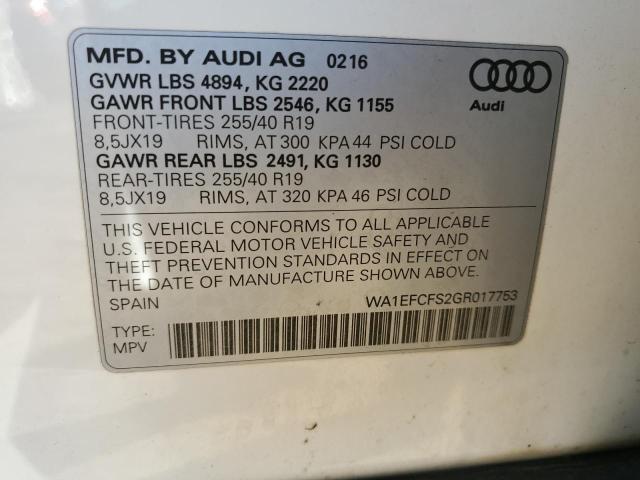 MFD. BY AUDI AG 0216
GVWR LBS 4894, KG 2220
GAWR FRONT LBS 2546, KG 1155
FRONT-TIRES 255/40 R19
8,5JX19 RIMS, AT 300 KPA 44 PSI COLD
GAWR REAR LBS 2491, KG 1130
REAR-TIRES 255/40 R19
8,5JX19 RIMS, AT 320 KPA 46 PSI COLD
Audi
THIS VEHICLE CONFORMS TO ALL APPLICABLE
U.S. FEDERAL MOTOR VEHICLE SAFETY AND
THEFT PREVENTION STANDARDS IN EFFECT ON
THE DATE OF MANUFACTURE SHOWN ABOVE.
SPAIN WA1EFCFS2GR017753
TYPE:
MPV